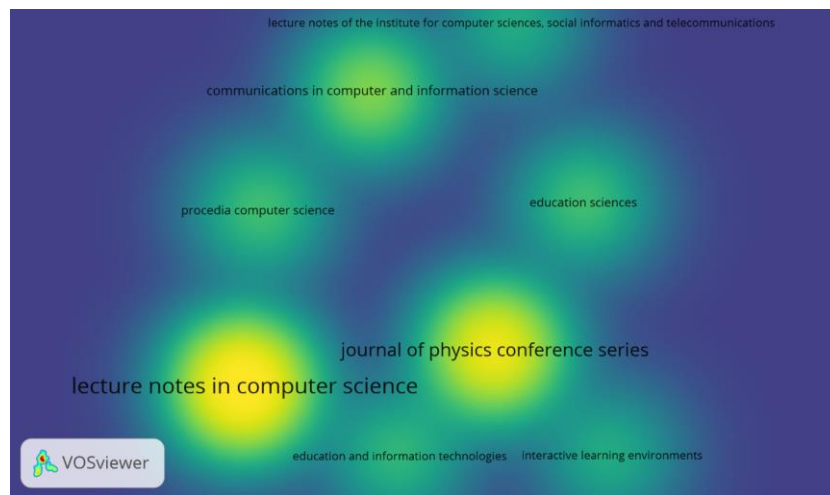 lecture notes of the institute for computer sciences, social informatics and telecommunications
communications in computer and information science
education sciences
procedia computer science
journal of physics conference series
lecture notes in computer science
education and information technologies
interactive learning environments
VOSviewer